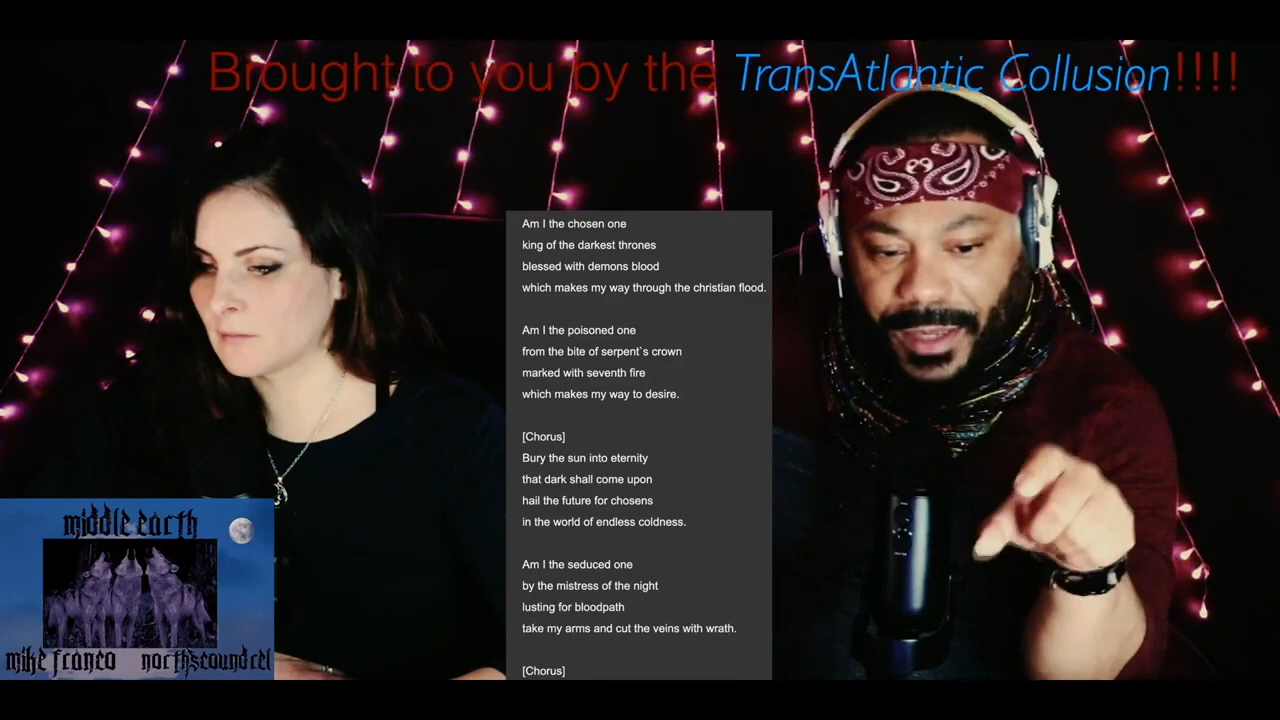 Brought to you by the TransAtlantic Collusion!!!!
Am I the chosen one
king of the darkest thrones
blessed with demons blood
which makes my way through the christian flood.
Am I the poisoned one
from the bite of serpent`s crown
marked with seventh fire
which makes my way to desire.
[Chorus]
Bury the sun into eternity
that dark shall come upon
hail the future for chosens
in the world of endless coldness.
Am I the seduced one
by the mistress of the night
lusting for bloodpath
take my arms and cut the veins with wrath.
[Chorus]
middle earth
mike franco northscoundrel